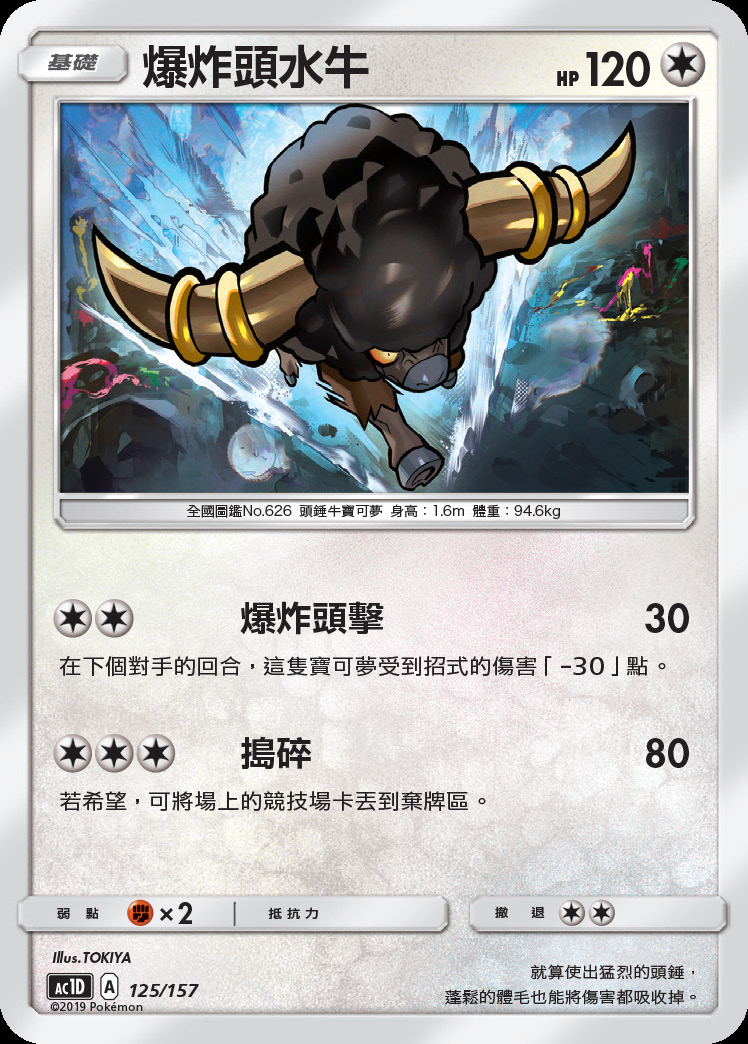 基礎 爆炸頭水牛 HP 120
全國圖鑑No.626 頭錘牛寶可夢 身高：1.6m 體重：94.6kg
爆炸頭擊 30
在下個對手的回合，這隻寶可夢受到招式的傷害「-30」點。
搗碎 80
若希望，可將場上的競技場卡丟到棄牌區。
弱點 ×2 抵抗力 撤退
Illus.TOKIYA
就算使出猛烈的頭錘，
AC1D A 125/157
蓬鬆的體毛也能將傷害都吸收掉。
©2019 Pokémon